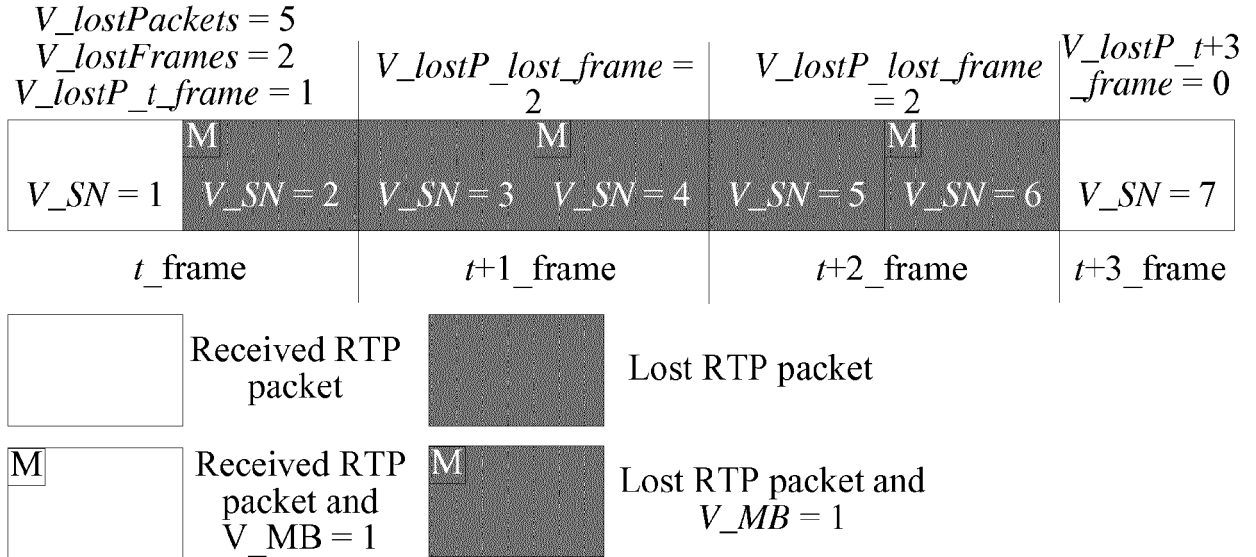 V_lostPackets = 5
V_lostFrames = 2
V_lostP_t_frame = 1
V_lostP_lost_frame =
2
V_lostP_lost_frame
= 2
V_lostP_t+3
_frame = 0
M
M
M
V_SN = 1
V_SN = 2
V_SN = 3
V_SN = 4
V_SN = 5
V_SN = 6
V_SN = 7
t_frame
t+1_frame
t+2_frame
t+3_frame
Received RTP
packet
Lost RTP packet
M
Received RTP
packet and
V_MB = 1
M
Lost RTP packet and
V_MB = 1